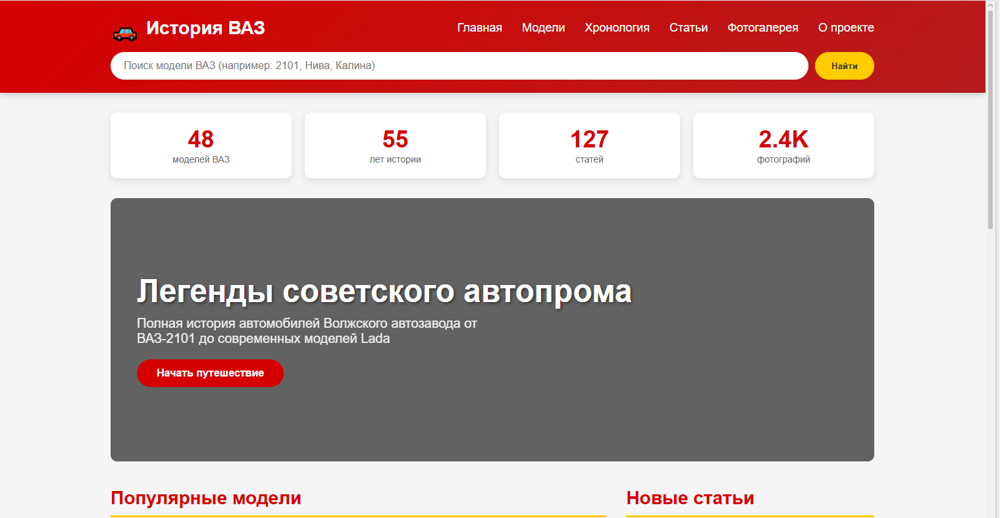 История ВАЗ
Главная Модели Хронология Статьи Фотогалерея О проекте
Поиск модели ВАЗ (например: 2101, Нива, Калина)
Найти
48
моделей ВАЗ
55
лет истории
127
статей
2.4K
фотографий
Легенды советского автопрома
Полная история автомобилей Волжского автозавода от
ВАЗ-2101 до современных моделей Lada
Начать путешествие
Популярные модели
Новые статьи